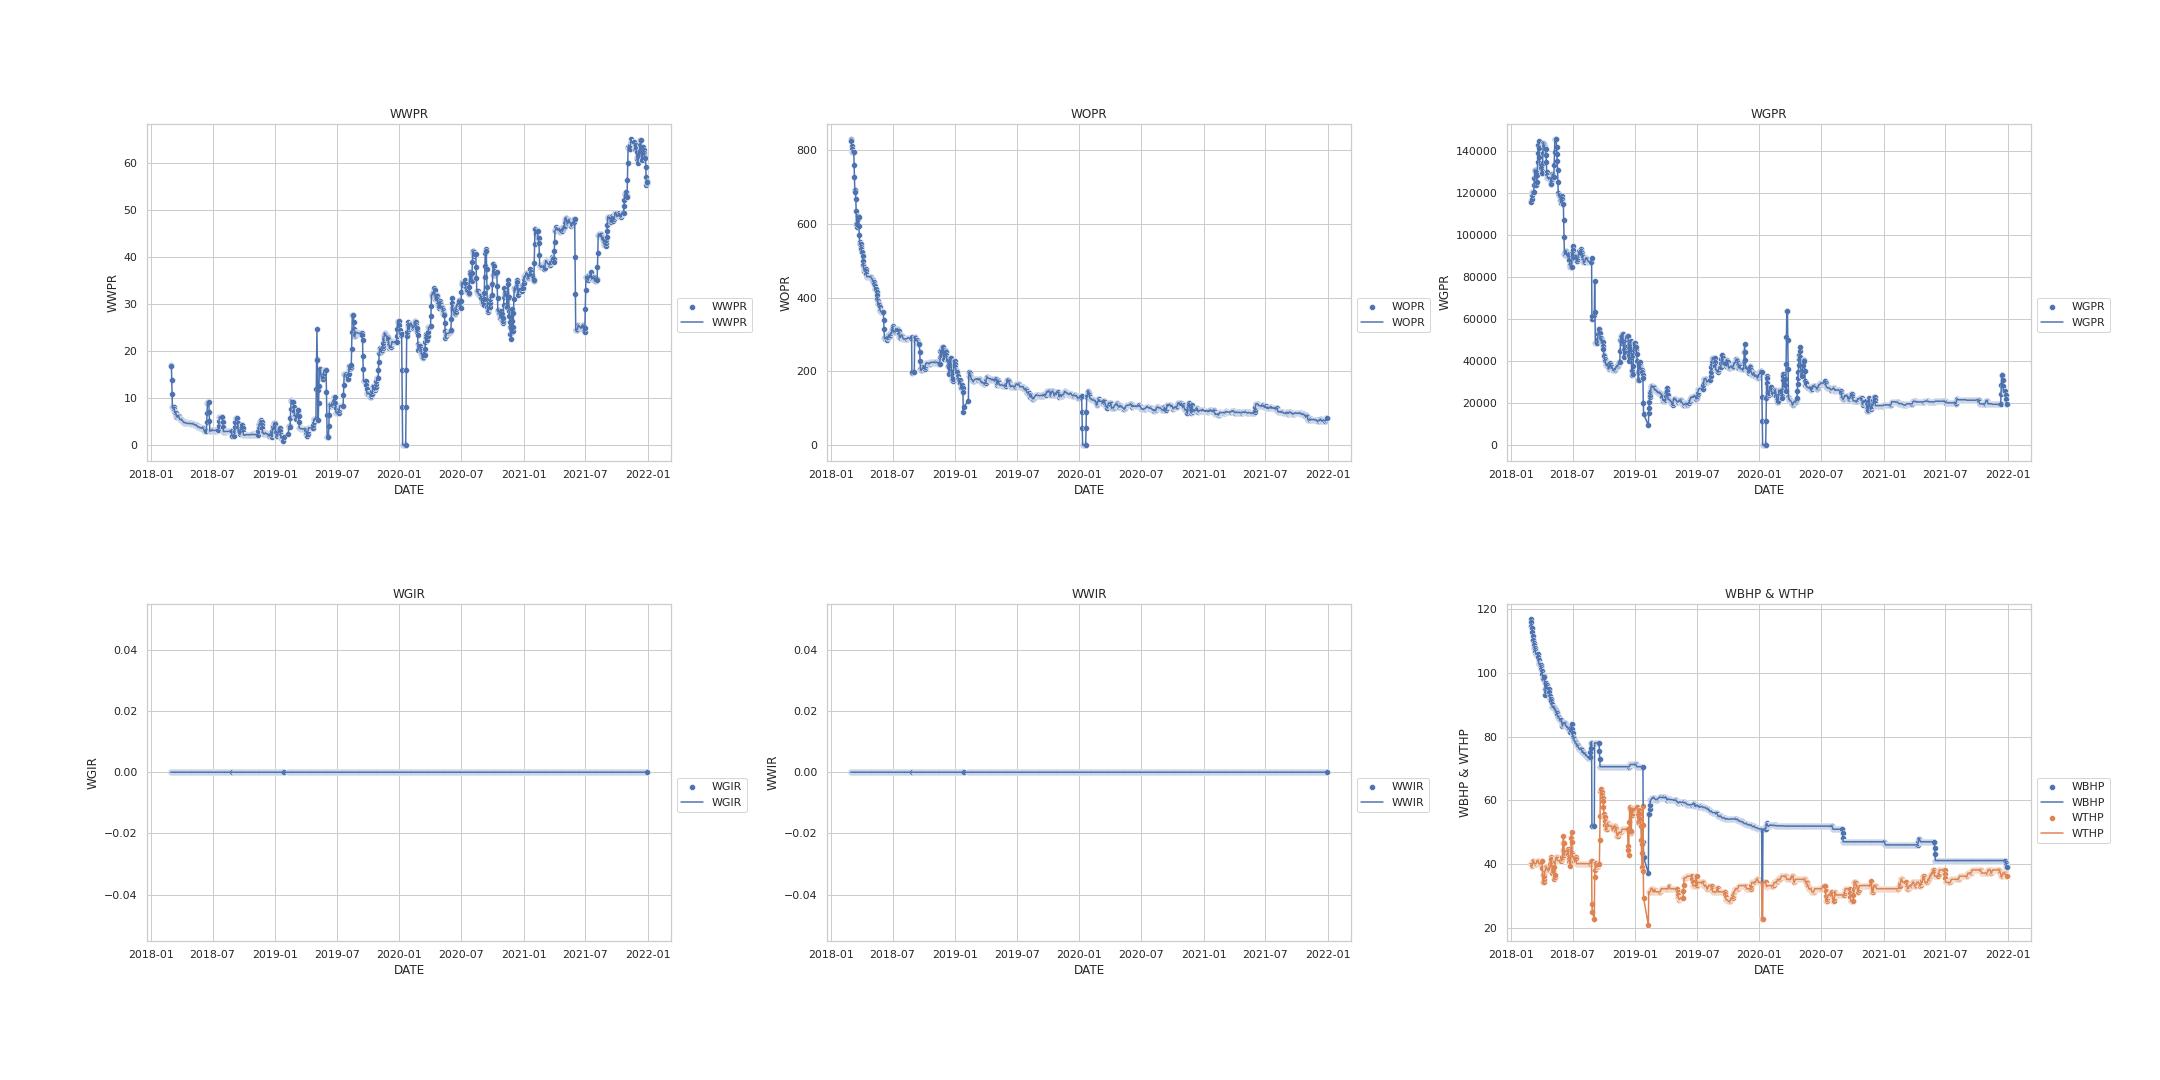 WWPR
WWPR
60
50
40
30
20
10
0
2018-01 2018-07 2019-01 2019-07 2020-01 2020-07 2021-01 2021-07 2022-01
DATE
WWPR
WWPR
WOPR
WOPR
800
600
400
200
0
2018-01 2018-07 2019-01 2019-07 2020-01 2020-07 2021-01 2021-07 2022-01
DATE
WOPR
WOPR
WGPR
WGPR
140000
120000
100000
80000
60000
40000
20000
0
2018-01 2018-07 2019-01 2019-07 2020-01 2020-07 2021-01 2021-07 2022-01
DATE
WGPR
WGPR
WGIR
WGIR
0.04
0.02
0.00
−0.02
−0.04
2018-01 2018-07 2019-01 2019-07 2020-01 2020-07 2021-01 2021-07 2022-01
DATE
WGIR
WGIR
WWIR
WWIR
0.04
0.02
0.00
−0.02
−0.04
2018-01 2018-07 2019-01 2019-07 2020-01 2020-07 2021-01 2021-07 2022-01
DATE
WWIR
WWIR
WBHP & WTHP
WBHP & WTHP
120
100
80
60
40
20
2018-01 2018-07 2019-01 2019-07 2020-01 2020-07 2021-01 2021-07 2022-01
DATE
WBHP
WBHP
WTHP
WTHP